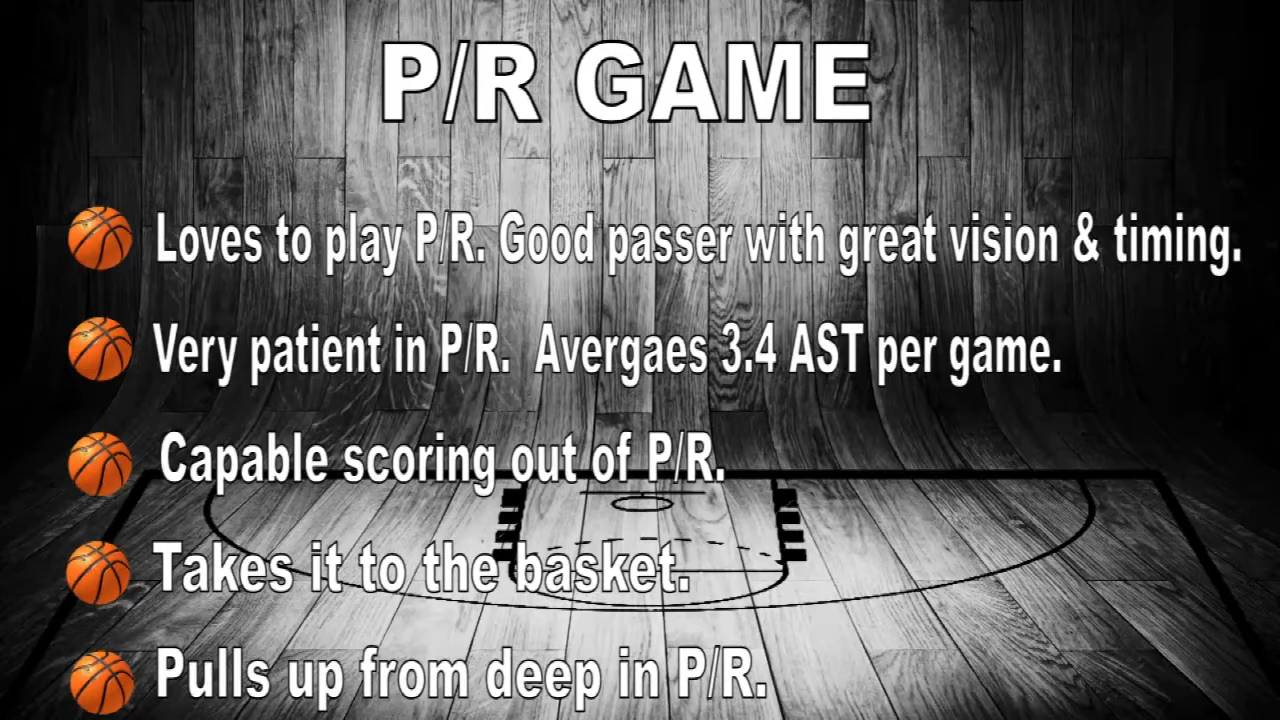 P/R GAME
Loves to play P/R. Good passer with great vision & timing.
Very patient in P/R. Avergaes 3.4 AST per game.
Capable scoring out of P/R.
Takes it to the basket.
Pulls up from deep in P/R.